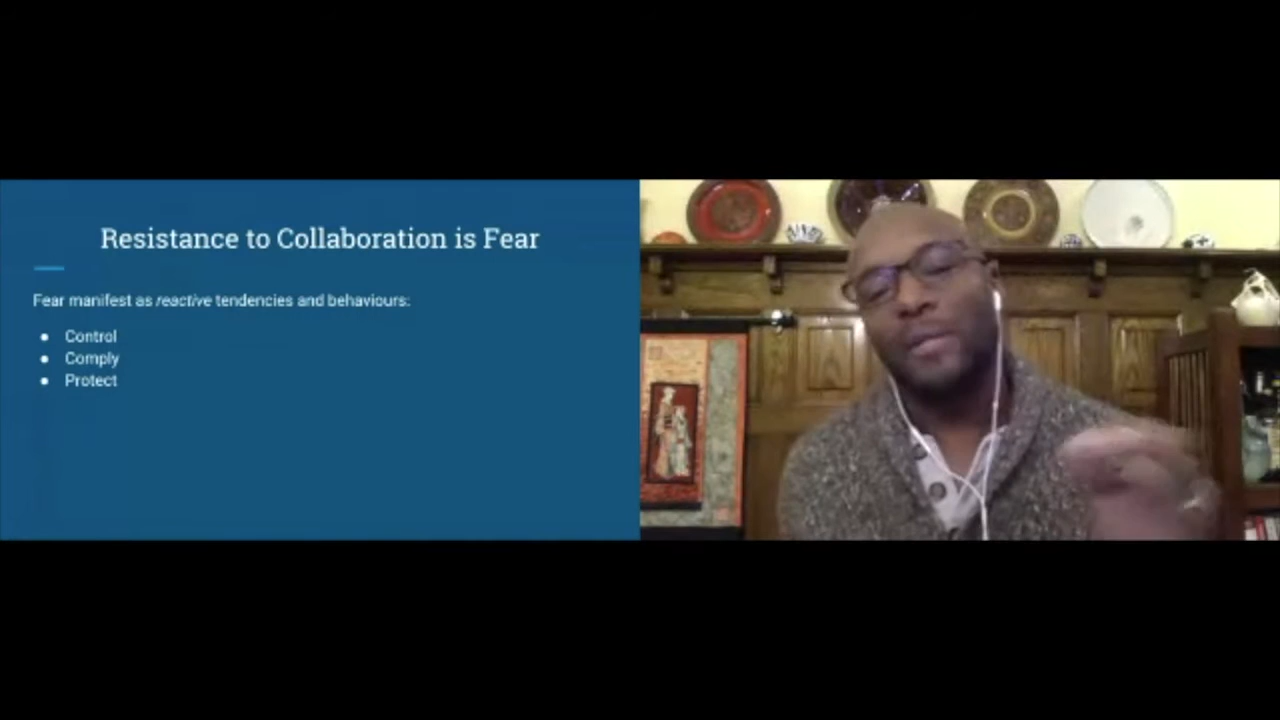 Resistance to Collaboration is Fear
Fear manifest as reactive tendencies and behaviours:
● Control
● Comply
● Protect